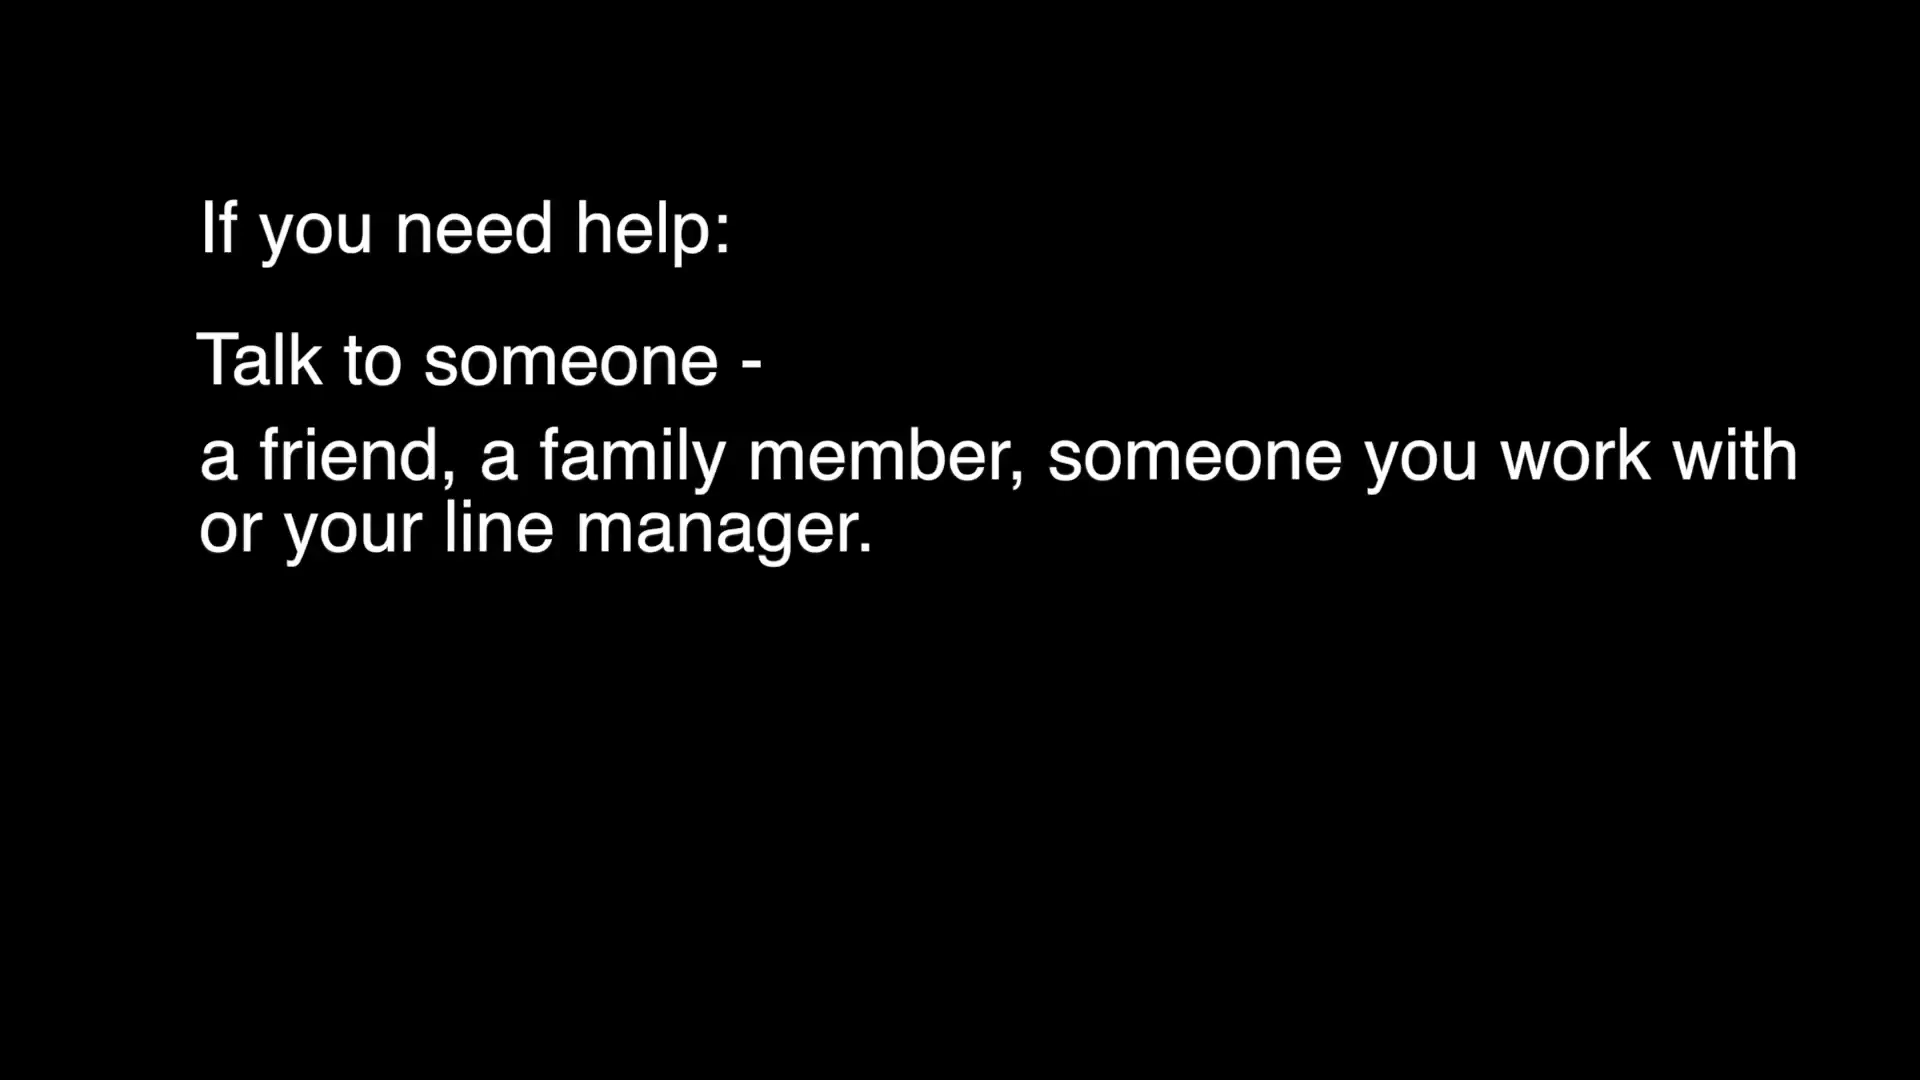 If you need help:
Talk to someone -
a friend, a family member, someone you work with
or your line manager.